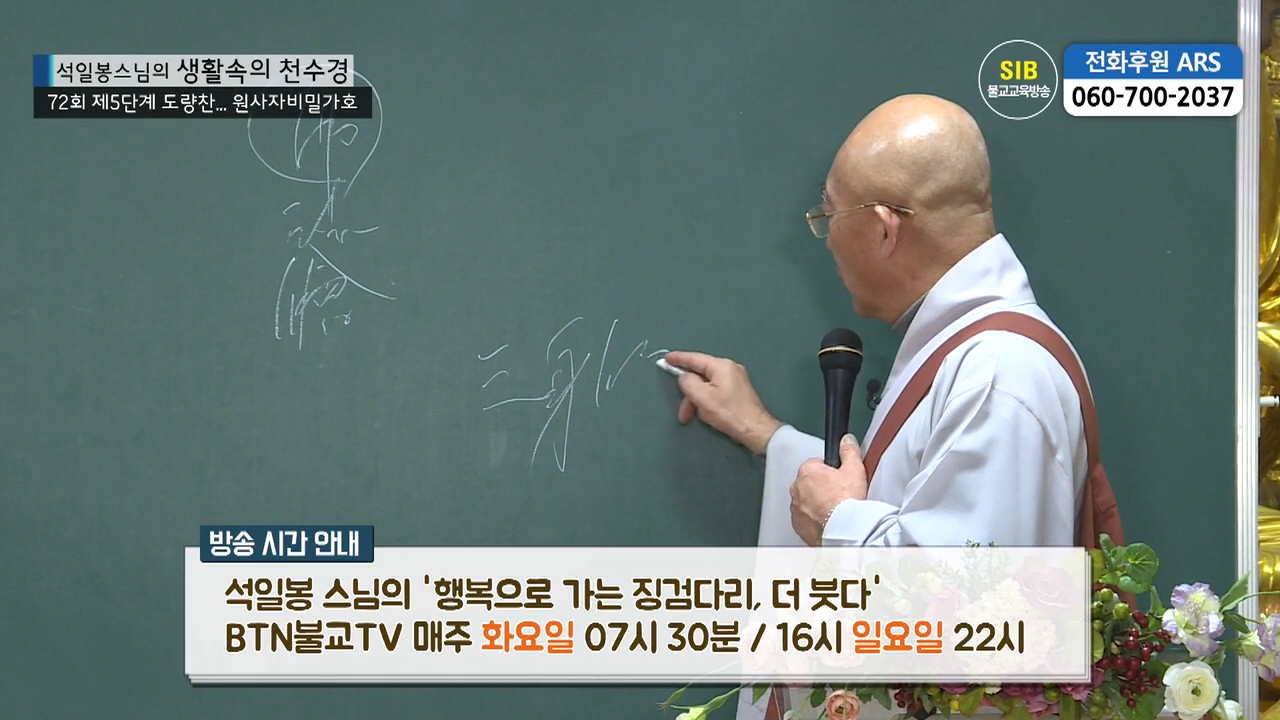 석일봉스님의 생활속의 천수경
72회 제5단계 도량찬... 원사자비밀가호
SIB
불교교육방송
전화후원 ARS
060-700-2037
佛
三身
방송 시간 안내
석일봉 스님의 '행복으로 가는 징검다리, 더 붓다'
BTN불교TV 매주 화요일 07시 30분 / 16시 일요일 22시